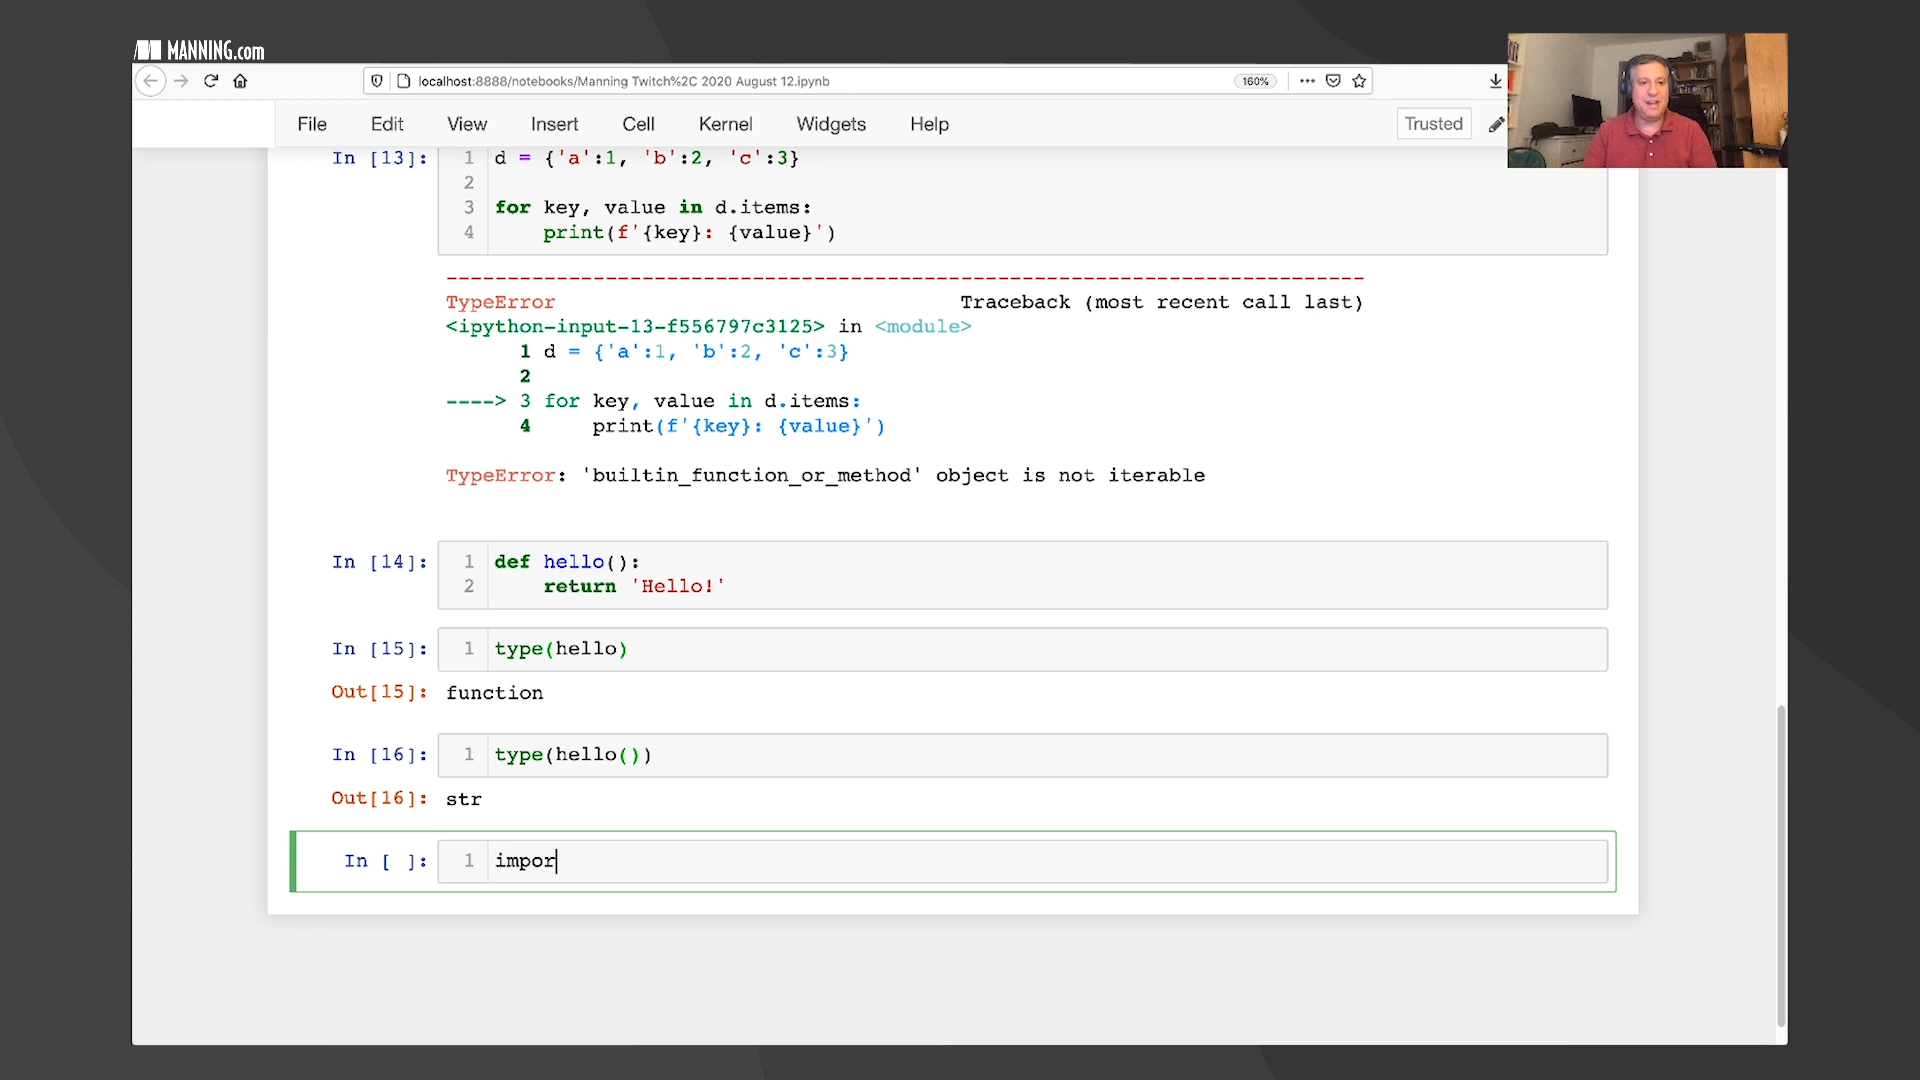 MANNING.com
localhost:8888/notebooks/Manning Twitch%2C 2020 August 12.ipynb 160%
File Edit View Insert Cell Kernel Widgets Help Trusted
In [13]: 1 d = {'a':1, 'b':2, 'c':3}
2
3 for key, value in d.items:
4 print(f'{key}: {value}')
---------------------------------------------------------------------------
TypeError Traceback (most recent call last)
<ipython-input-13-f556797c3125> in <module>
1 d = {'a':1, 'b':2, 'c':3}
2
----> 3 for key, value in d.items:
4 print(f'{key}: {value}')
TypeError: 'builtin_function_or_method' object is not iterable
In [14]: 1 def hello():
2 return 'Hello!'
In [15]: 1 type(hello)
Out[15]: function
In [16]: 1 type(hello())
Out[16]: str
In [ ]: 1 impor